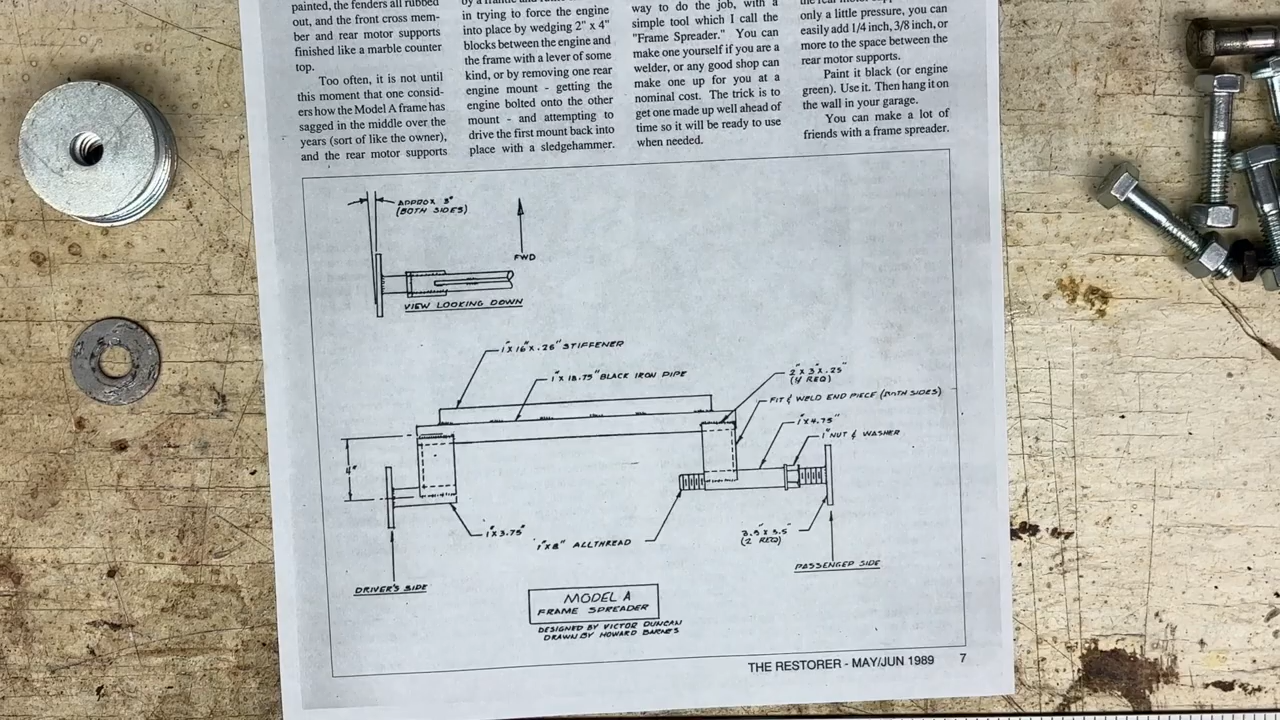 painted, the fenders all rubbed
out, and the front cross mem-
ber and rear motor supports
finished like a marble counter
top.
Too often, it is not until
this moment that one consid-
ers how the Model A frame has
sagged in the middle over the
years (sort of like the owner),
and the rear motor supports
in trying to force the engine
into place by wedging 2" x 4"
blocks between the engine and
the frame with a lever of some
kind, or by removing one rear
engine mount - getting the
engine bolted onto the other
mount - and attempting to
drive the first mount back into
place with a sledgehammer.
way to do the job, with a
simple tool which I call the
"Frame Spreader." You can
make one yourself if you are a
welder, or any good shop can
make one up for you at a
nominal cost. The trick is to
get one made up well ahead of
time so it will be ready to use
when needed.
only a little pressure, you can
easily add 1/4 inch, 3/8 inch, or
more to the space between the
rear motor supports.
Paint it black (or engine
green). Use it. Then hang it on
the wall in your garage.
You can make a lot of
friends with a frame spreader.
APPROX 3°
(BOTH SIDES)
FWD
VIEW LOOKING DOWN
1" X 16" X .25" STIFFENER
1" X 18.75" BLACK IRON PIPE
2" X 3" X .25"
(4 REQ)
FIT & WELD END PIECE (BOTH SIDES)
1" X 4.75"
1" NUT & WASHER
4"
1" X 3.75"
1" X 8" ALLTHREAD
3.5" X 3.5"
(2 REQ)
PASSENGER SIDE
DRIVER'S SIDE
MODEL A
FRAME SPREADER
DESIGNED BY VICTOR DUNCAN
DRAWN BY HOWARD BARNES
THE RESTORER - MAY/JUN 1989 7